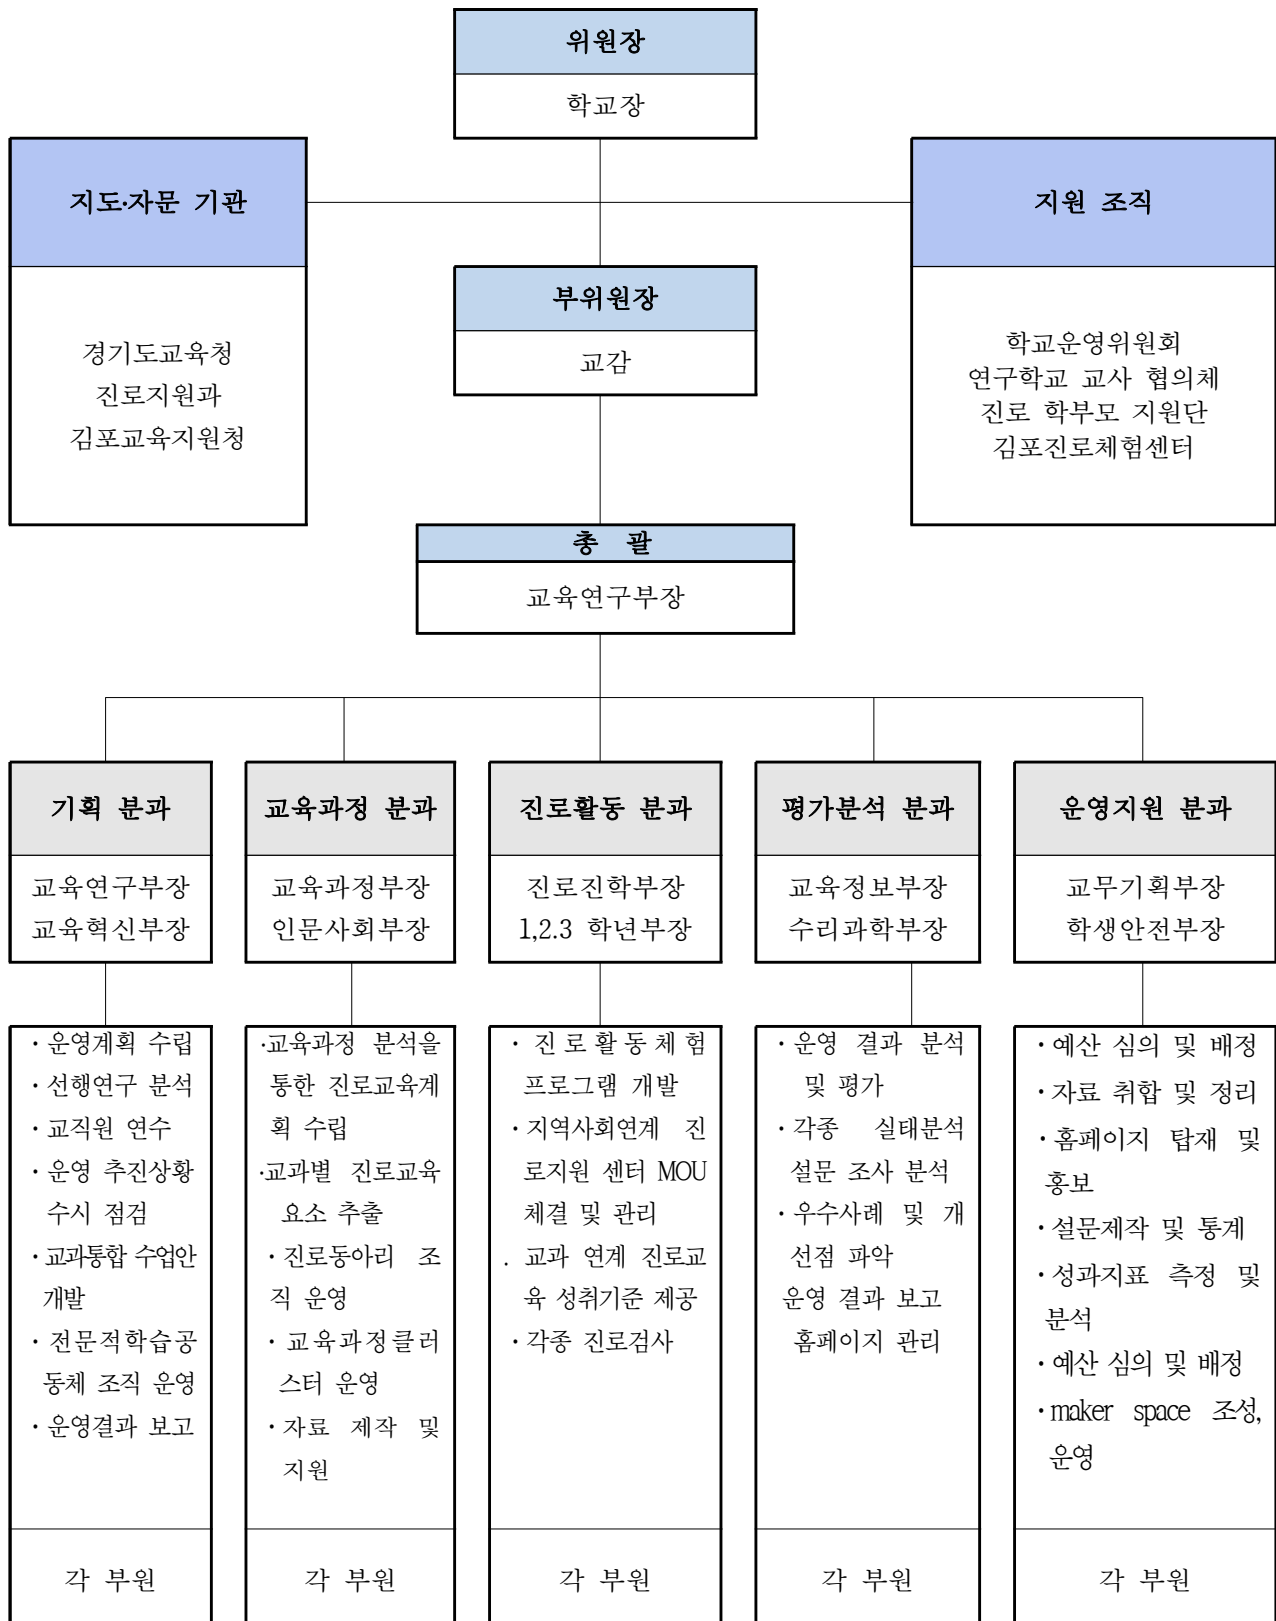 위원장
학교장
지도·자문 기관
경기도교육청
진로지원과
김포교육지원청
지원 조직
학교운영위원회
연구학교 교사 협의체
진로 학부모 지원단
김포진로체험센터
부위원장
교감
총 괄
교육연구부장
기획 분과
교육연구부장
교육혁신부장
·운영계획 수립
·선행연구 분석
·교직원 연수
·운영 추진상황
수시 점검
·교과통합 수업안
개발
·전문적학습공
동체 조직 운영
·운영결과 보고
각 부원
교육과정 분과
교육과정부장
인문사회부장
·교육과정 분석을
통한 진로교육계
획 수립
·교과별 진로교육
요소 추출
·진로동아리 조
직 운영
·교육과정클러
스터 운영
·자료 제작 및
지원
각 부원
진로활동 분과
진로진학부장
1,2.3 학년부장
·진로활동체험
프로그램 개발
·지역사회연계 진
로지원 센터 MOU
체결 및 관리
. 교과 연계 진로교
육 성취기준 제공
·각종 진로검사
각 부원
평가분석 분과
교육정보부장
수리과학부장
·운영 결과 분석
및 평가
·각종 실태분석
설문 조사 분석
·우수사례 및 개
선점 파악
운영 결과 보고
홈페이지 관리
각 부원
운영지원 분과
교무기획부장
학생안전부장
·예산 심의 및 배정
·자료 취합 및 정리
·홈페이지 탑재 및
홍보
·설문제작 및 통계
·성과지표 측정 및
분석
·예산 심의 및 배정
·maker space 조성,
운영
각 부원